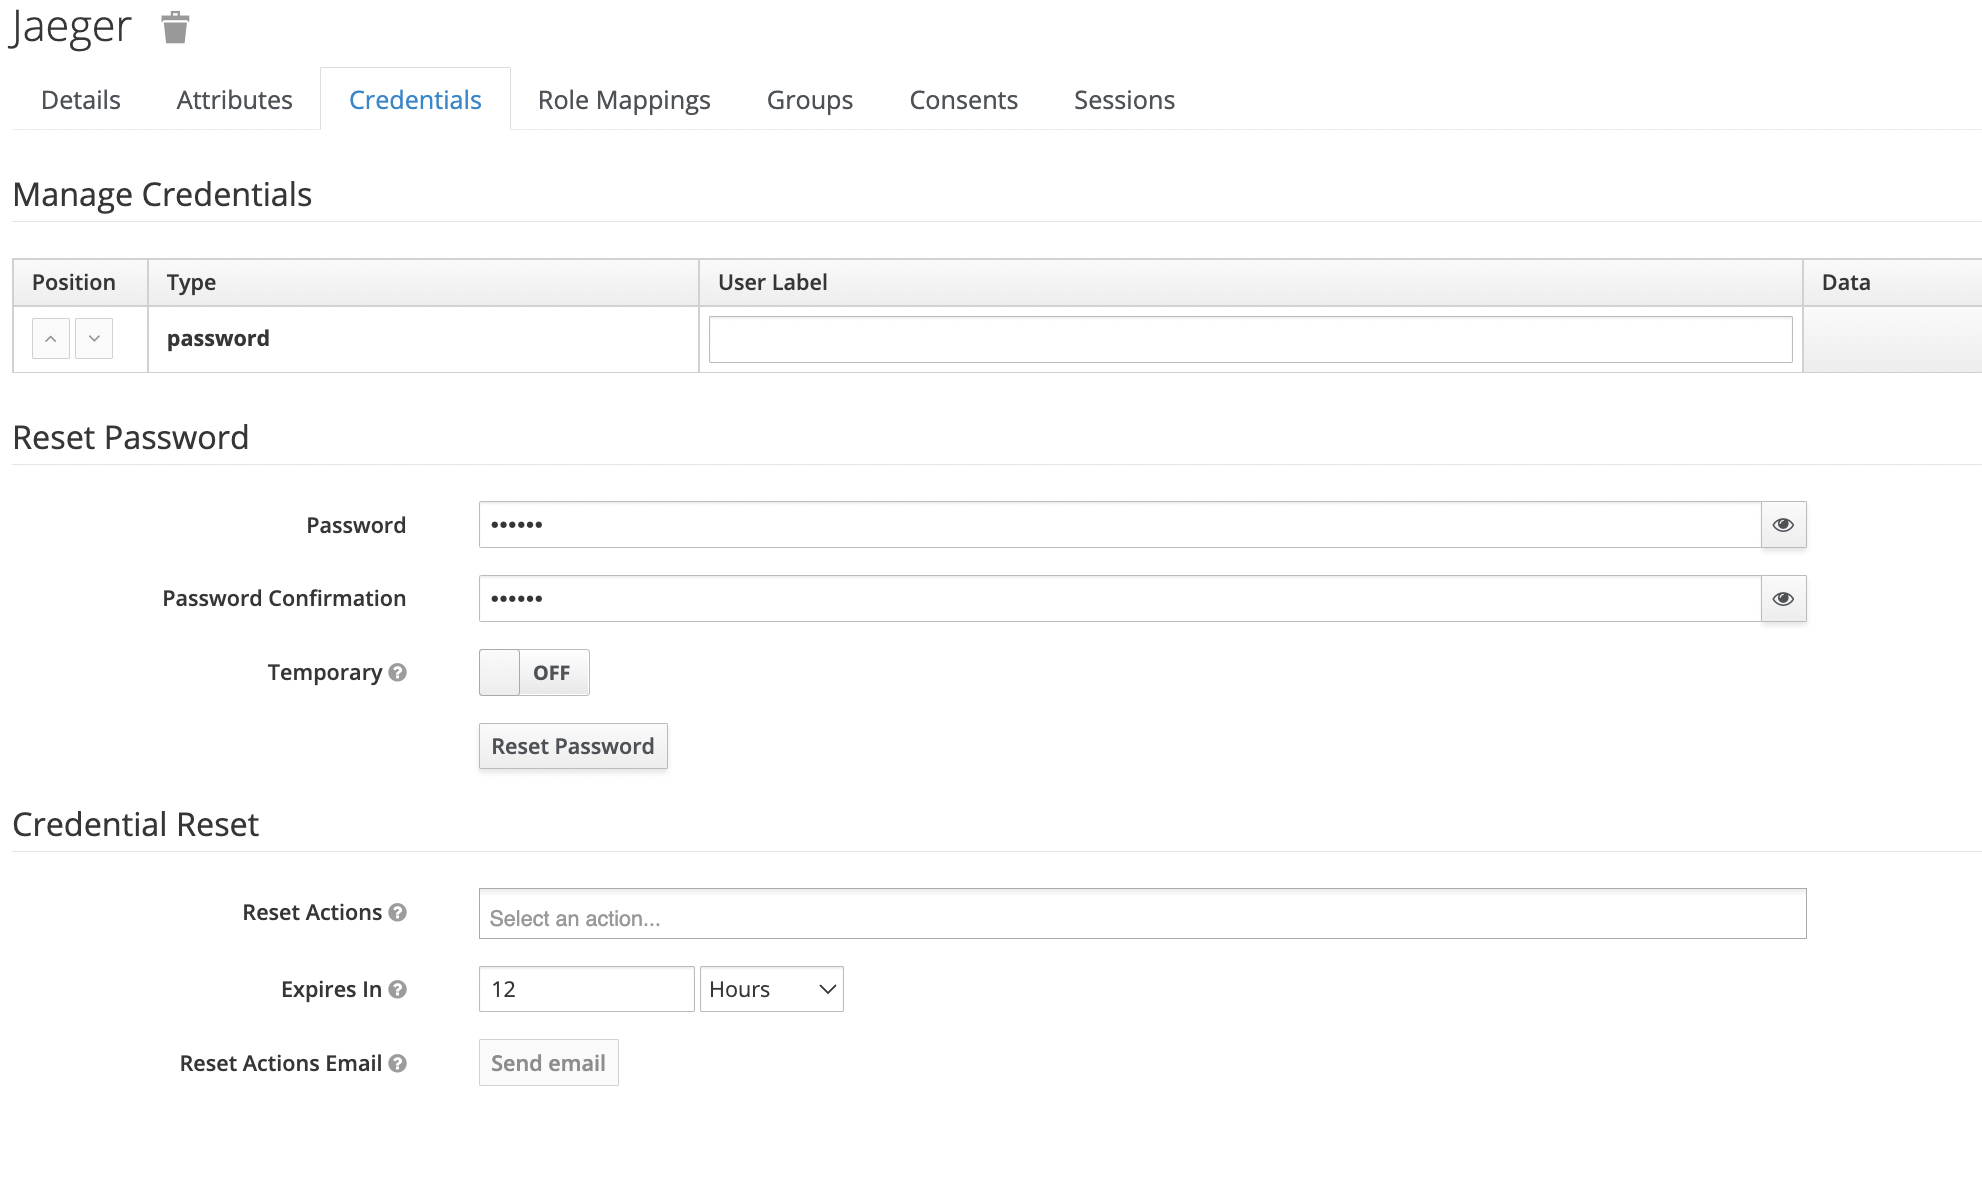 Jaeger
Details Attributes Credentials Role Mappings Groups Consents Sessions
Manage Credentials
Position Type User Label Data
password
Reset Password
Password ••••••
Password Confirmation ••••••
Temporary OFF
Reset Password
Credential Reset
Reset Actions Select an action...
Expires In 12 Hours
Reset Actions Email Send email